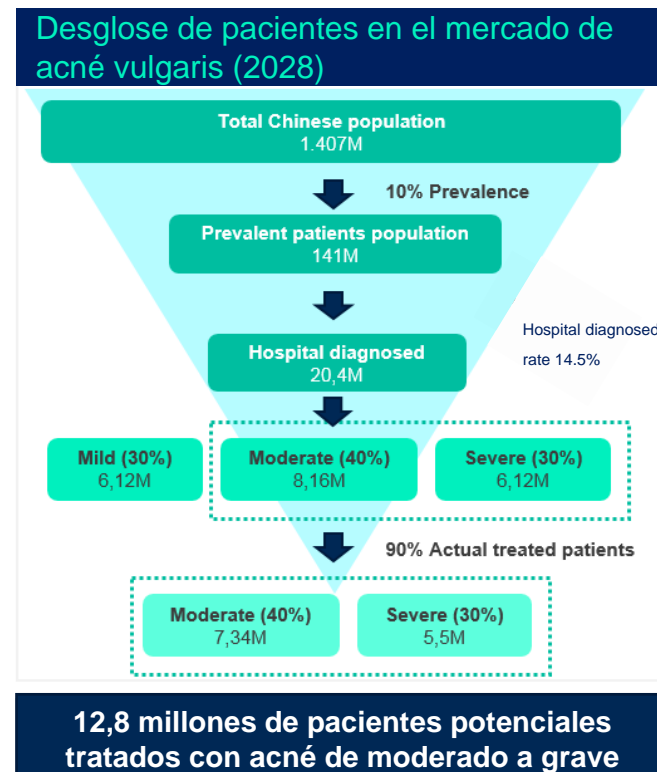 Desglose de pacientes en el mercado de
acné vulgaris (2028)
Total Chinese population
1.407M
10% Prevalence
Prevalent patients population
141M
Hospital diagnosed
rate 14.5%
Hospital diagnosed
20,4M
Mild (30%)
6,12M
Moderate (40%)
8,16M
Severe (30%)
6,12M
90% Actual treated patients
Moderate (40%)
7,34M
Severe (30%)
5,5M
12,8 millones de pacientes potenciales
tratados con acné de moderado a grave